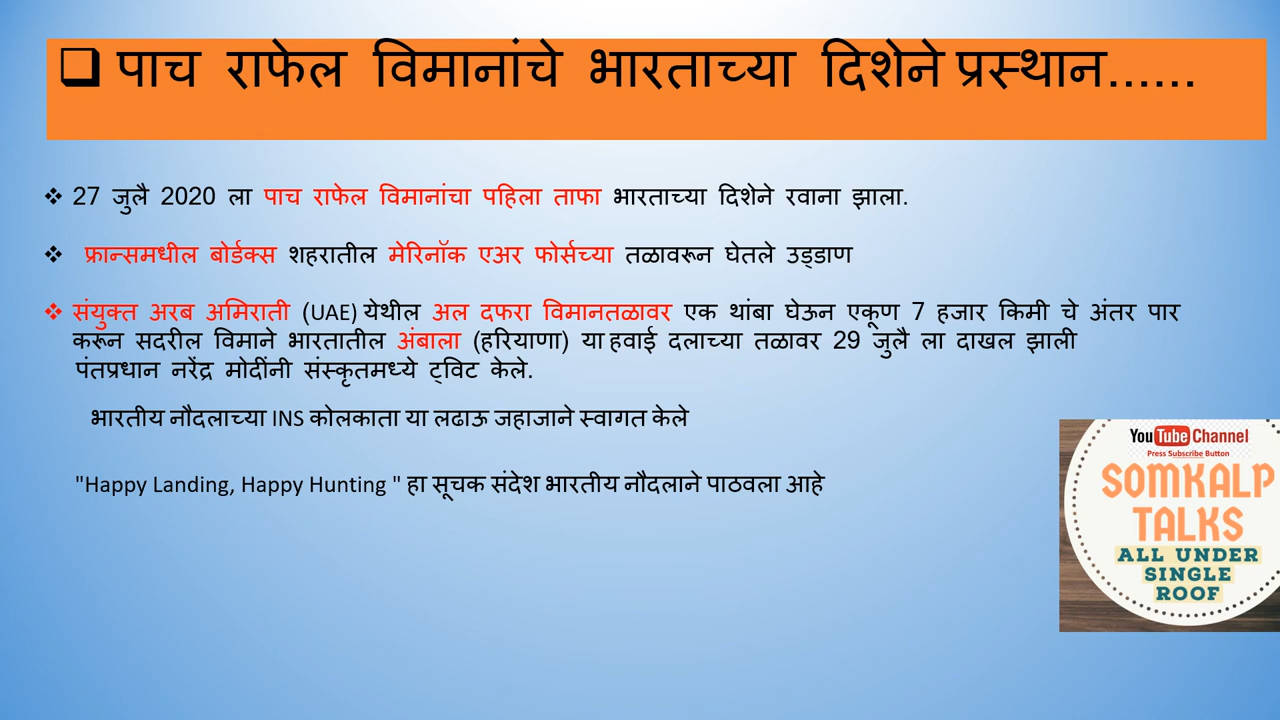 पाच राफेल विमानांचे भारताच्या दिशेने प्रस्थान......
27 जुलै 2020 ला पाच राफेल विमानांचा पहिला ताफा भारताच्या दिशेने रवाना झाला.
फ्रान्समधील बोर्डक्स शहरातील मेरिनॉक एअर फोर्सच्या तळावरून घेतले उड्डाण
संयुक्त अरब अमिराती (UAE) येथील अल दफरा विमानतळावर एक थांबा घेऊन एकूण 7 हजार किमी चे अंतर पार
करून सदरील विमाने भारतातील अंबाला (हरियाणा) या हवाई दलाच्या तळावर 29 जुलै ला दाखल झाली
पंतप्रधान नरेंद्र मोदींनी संस्कृतमध्ये ट्विट केले.
भारतीय नौदलाच्या INS कोलकाता या लढाऊ जहाजाने स्वागत केले
"Happy Landing, Happy Hunting " हा सूचक संदेश भारतीय नौदलाने पाठवला आहे
YouTube Channel
Press Subscribe Button
SOMKALP
TALKS
ALL UNDER
SINGLE
ROOF